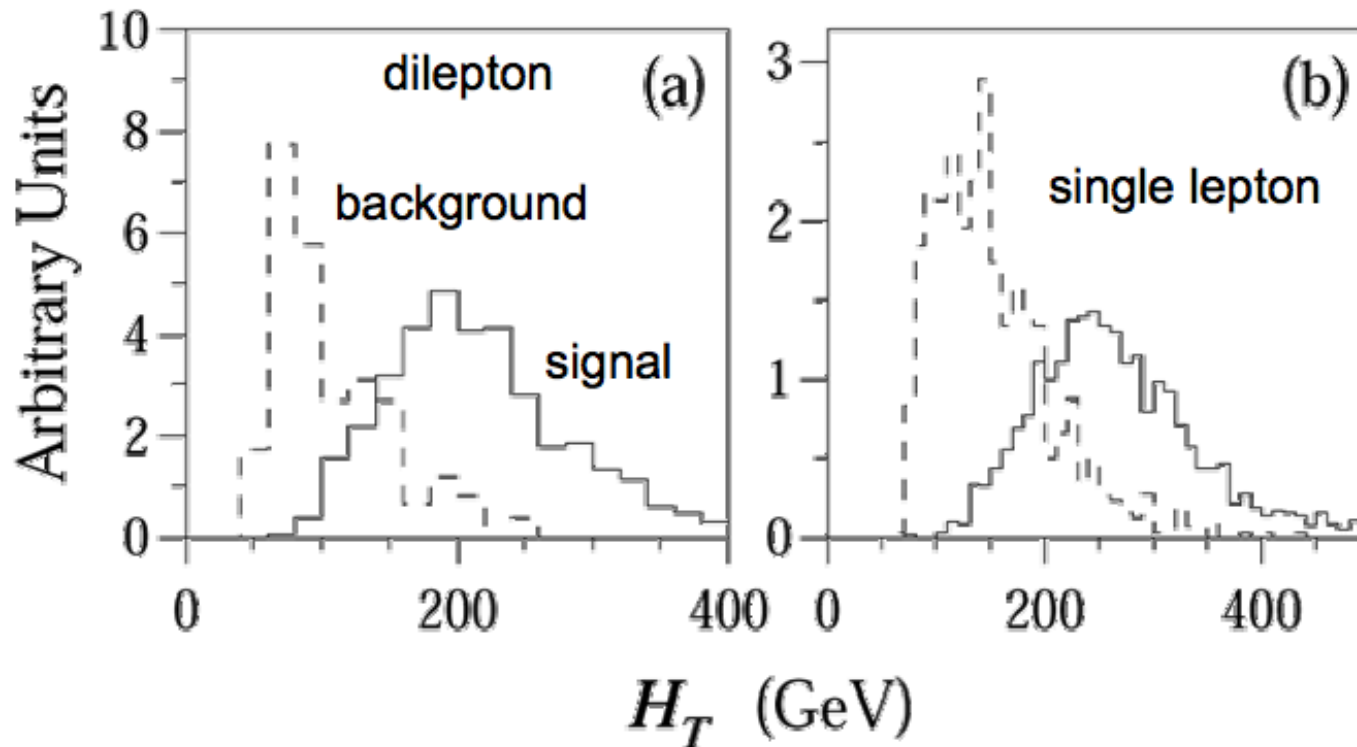 Arbitrary Units
10
8
6
4
2
0
dilepton
(a)
background
signal
0
200
400
3
2
1
0
(b)
single lepton
0
200
400
H_T (GeV)